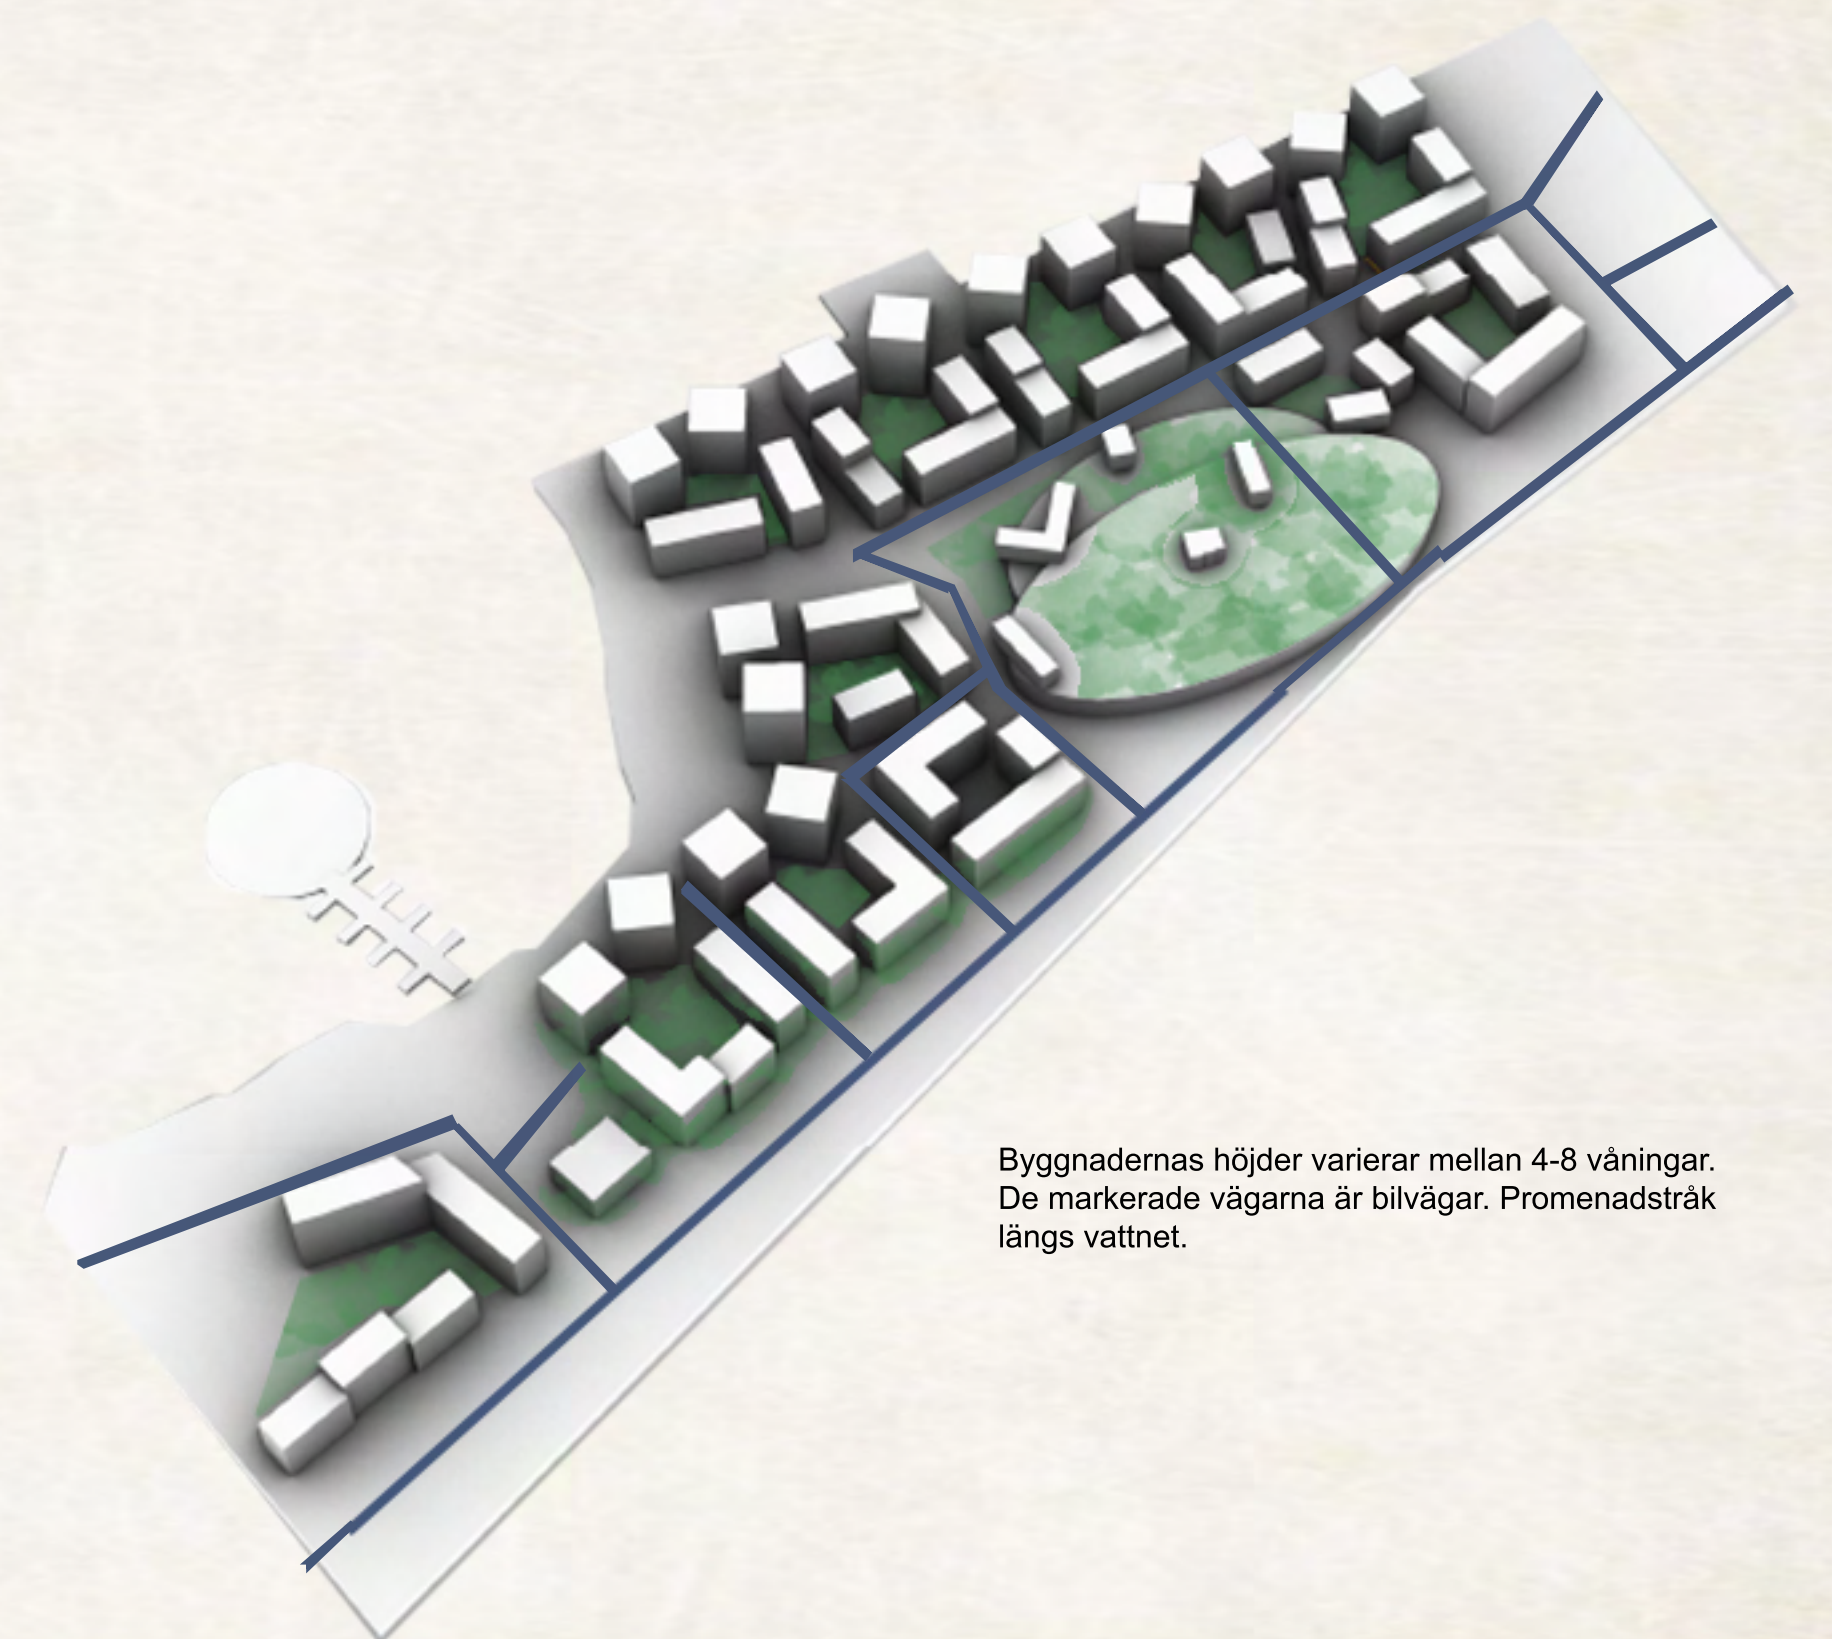 Byggnadernas höjder varierar mellan 4-8 våningar.
De markerade vägarna är bilvägar. Promenadstråk
längs vattnet.